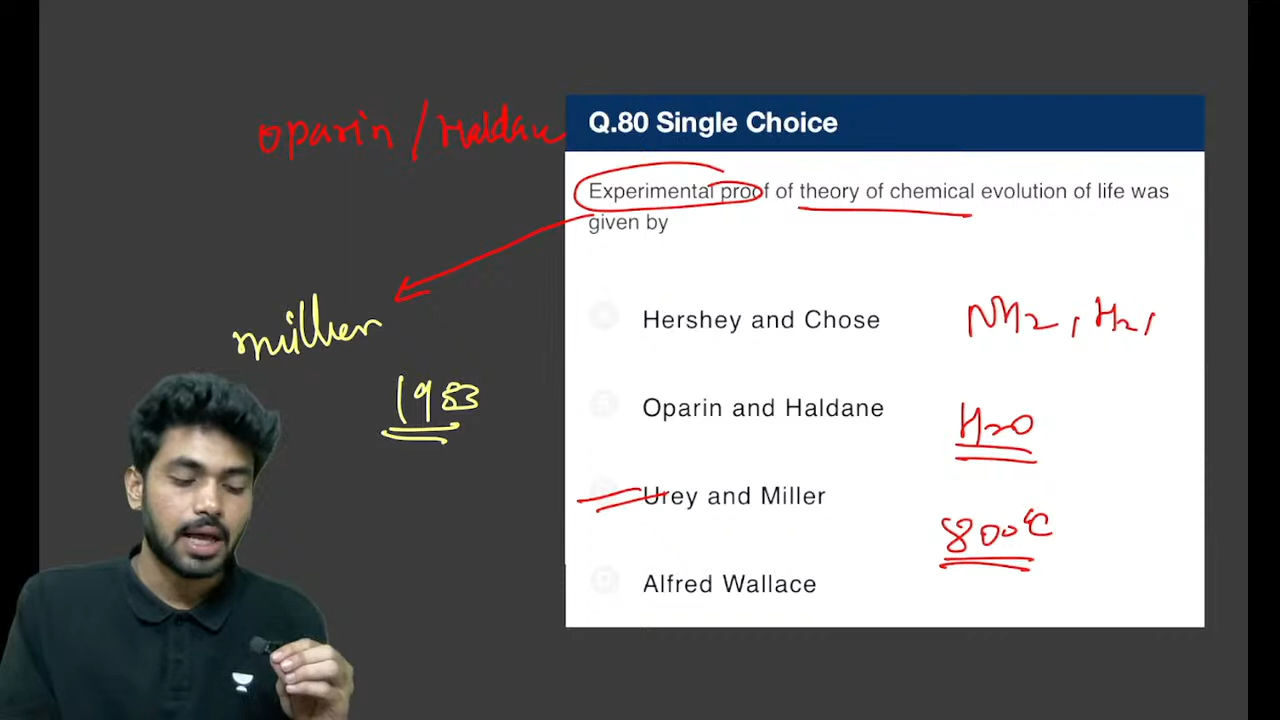 oparin / Haldane
Q.80 Single Choice
Experimental proof of theory of chemical evolution of life was
given by
Hershey and Chose
NH2, H2,
miller
1953
Oparin and Haldane
H2O
Urey and Miller
800°C
Alfred Wallace